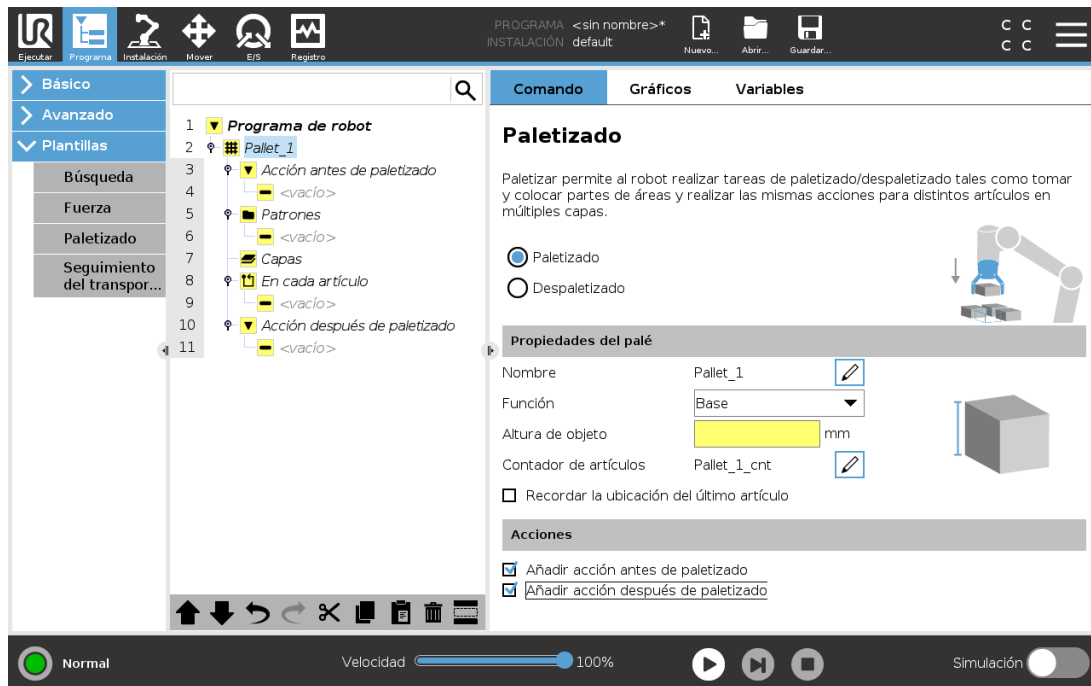 PROGRAMA <sin nombre>*
INSTALACIÓN default
UR
Ejecutar Programa Instalación Mover E/S Registro
Nuevo... Abrir... Guardar...
C C
C C
Básico
Avanzado
Plantillas
Búsqueda
Fuerza
Paletizado
Seguimiento
del transpor...
1 Programa de robot
2 Pallet_1
3 Acción antes de paletizado
4 <vacío>
5 Patrones
6 <vacío>
7 Capas
8 En cada artículo
9 <vacío>
10 Acción después de paletizado
11 <vacío>
Comando Gráficos Variables
Paletizado
Paletizar permite al robot realizar tareas de paletizado/despaletizado tales como tomar
y colocar partes de áreas y realizar las mismas acciones para distintos artículos en
múltiples capas.
Paletizado
Despaletizado
Propiedades del palé
Nombre Pallet_1
Función Base
Altura de objeto mm
Contador de artículos Pallet_1_cnt
Recordar la ubicación del último artículo
Acciones
Añadir acción antes de paletizado
Añadir acción después de paletizado
Normal
Velocidad 100%
Simulación